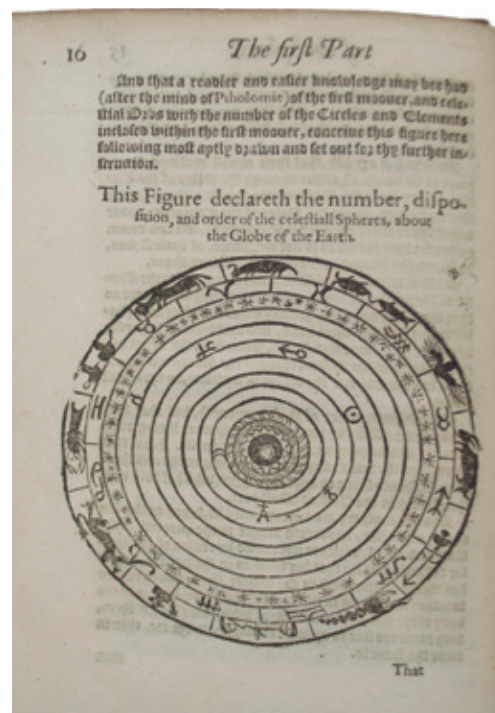 16
The first Part
And that a readier and easier knowledge may bee had
(after the mind of Ptholomie) of the first moover, and cele-
stial Orbs with the number of the Circles and Elements
inclosed within the first moover, conceive this figure here
following most aptly drawn and set out for thy further in-
struction.
This Figure declareth the number, dispo-
sition, and order of the celestiall Spheres, about
the Globe of the Earth.
That